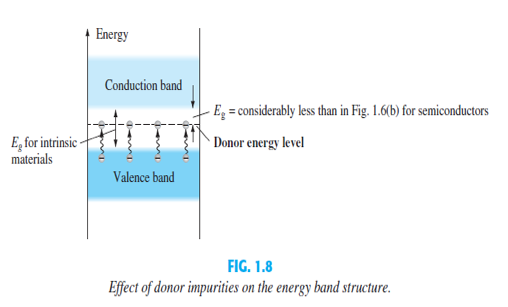 Energy
Conduction band
E_g = considerably less than in Fig. 1.6(b) for semiconductors
E_g for intrinsic
materials
Donor energy level
Valence band
FIG. 1.8
Effect of donor impurities on the energy band structure.